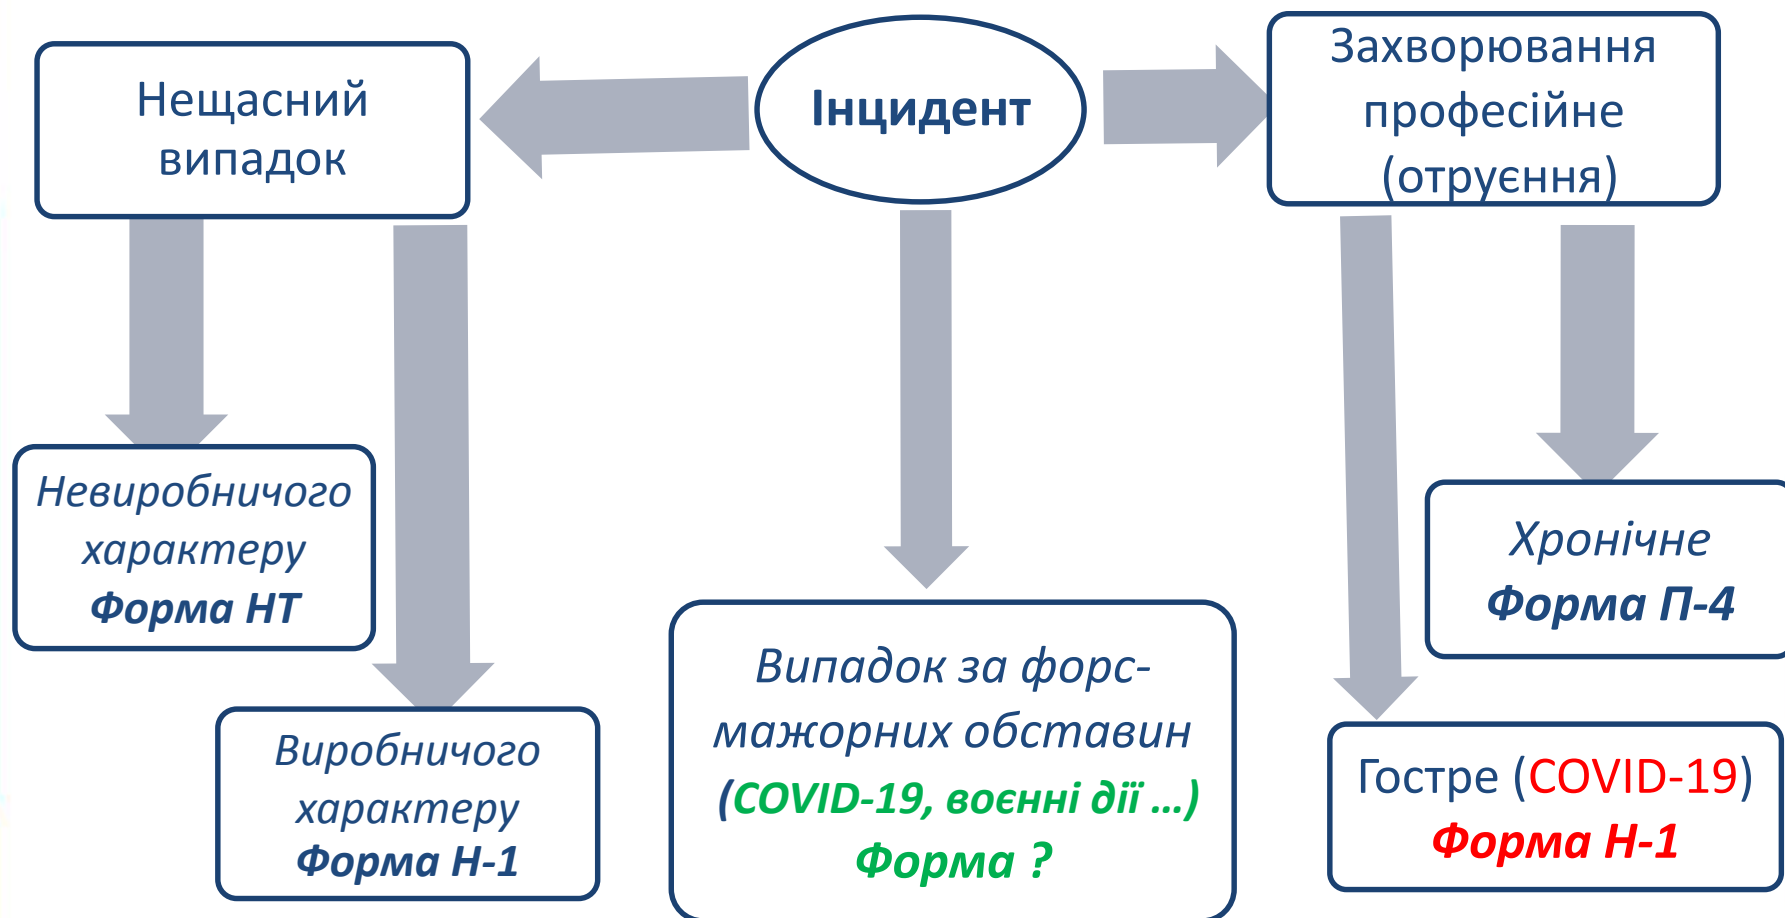 Нещасний
випадок
Інцидент
Захворювання
професійне
(отруєння)
Невиробничого
характеру
Форма НТ
Виробничого
характеру
Форма Н-1
Випадок за форс-
мажорних обставин
(COVID-19, воєнні дії ...)
Форма ?
Хронічне
Форма П-4
Гостре (COVID-19)
Форма Н-1